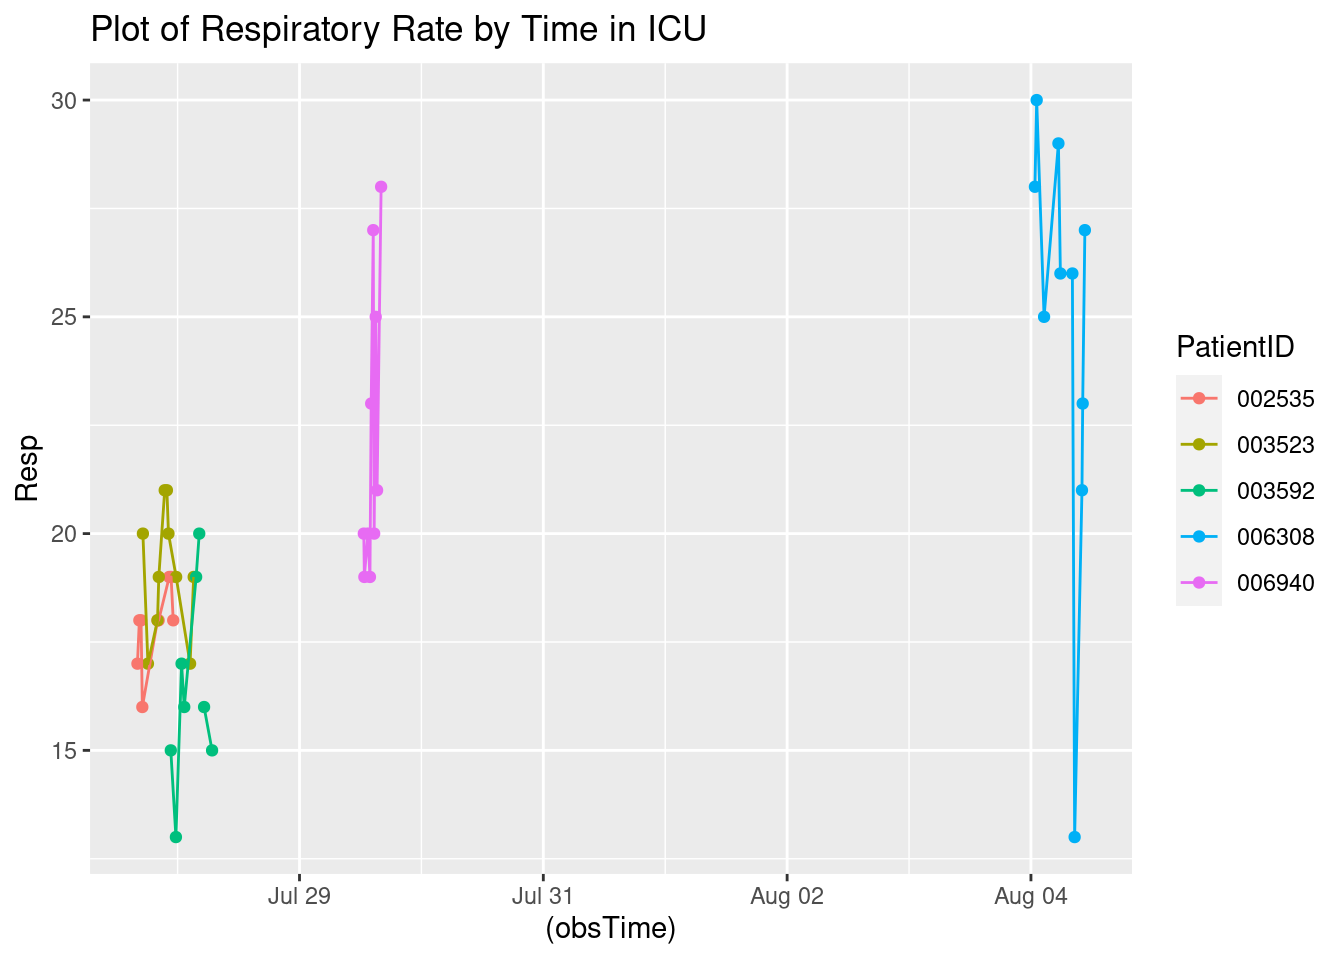 Plot of Respiratory Rate by Time in ICU
30
25
20
15
Resp
Jul 29
Jul 31
Aug 02
Aug 04
(obsTime)
PatientID
002535
003523
003592
006308
006940